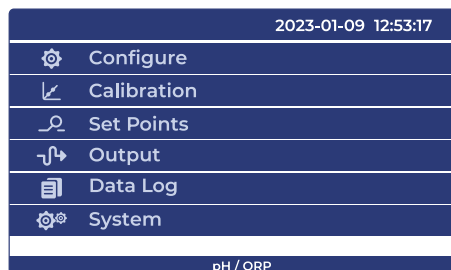 2023-01-09 12:53:17
Configure
Calibration
Set Points
Output
Data Log
System
pH / ORP